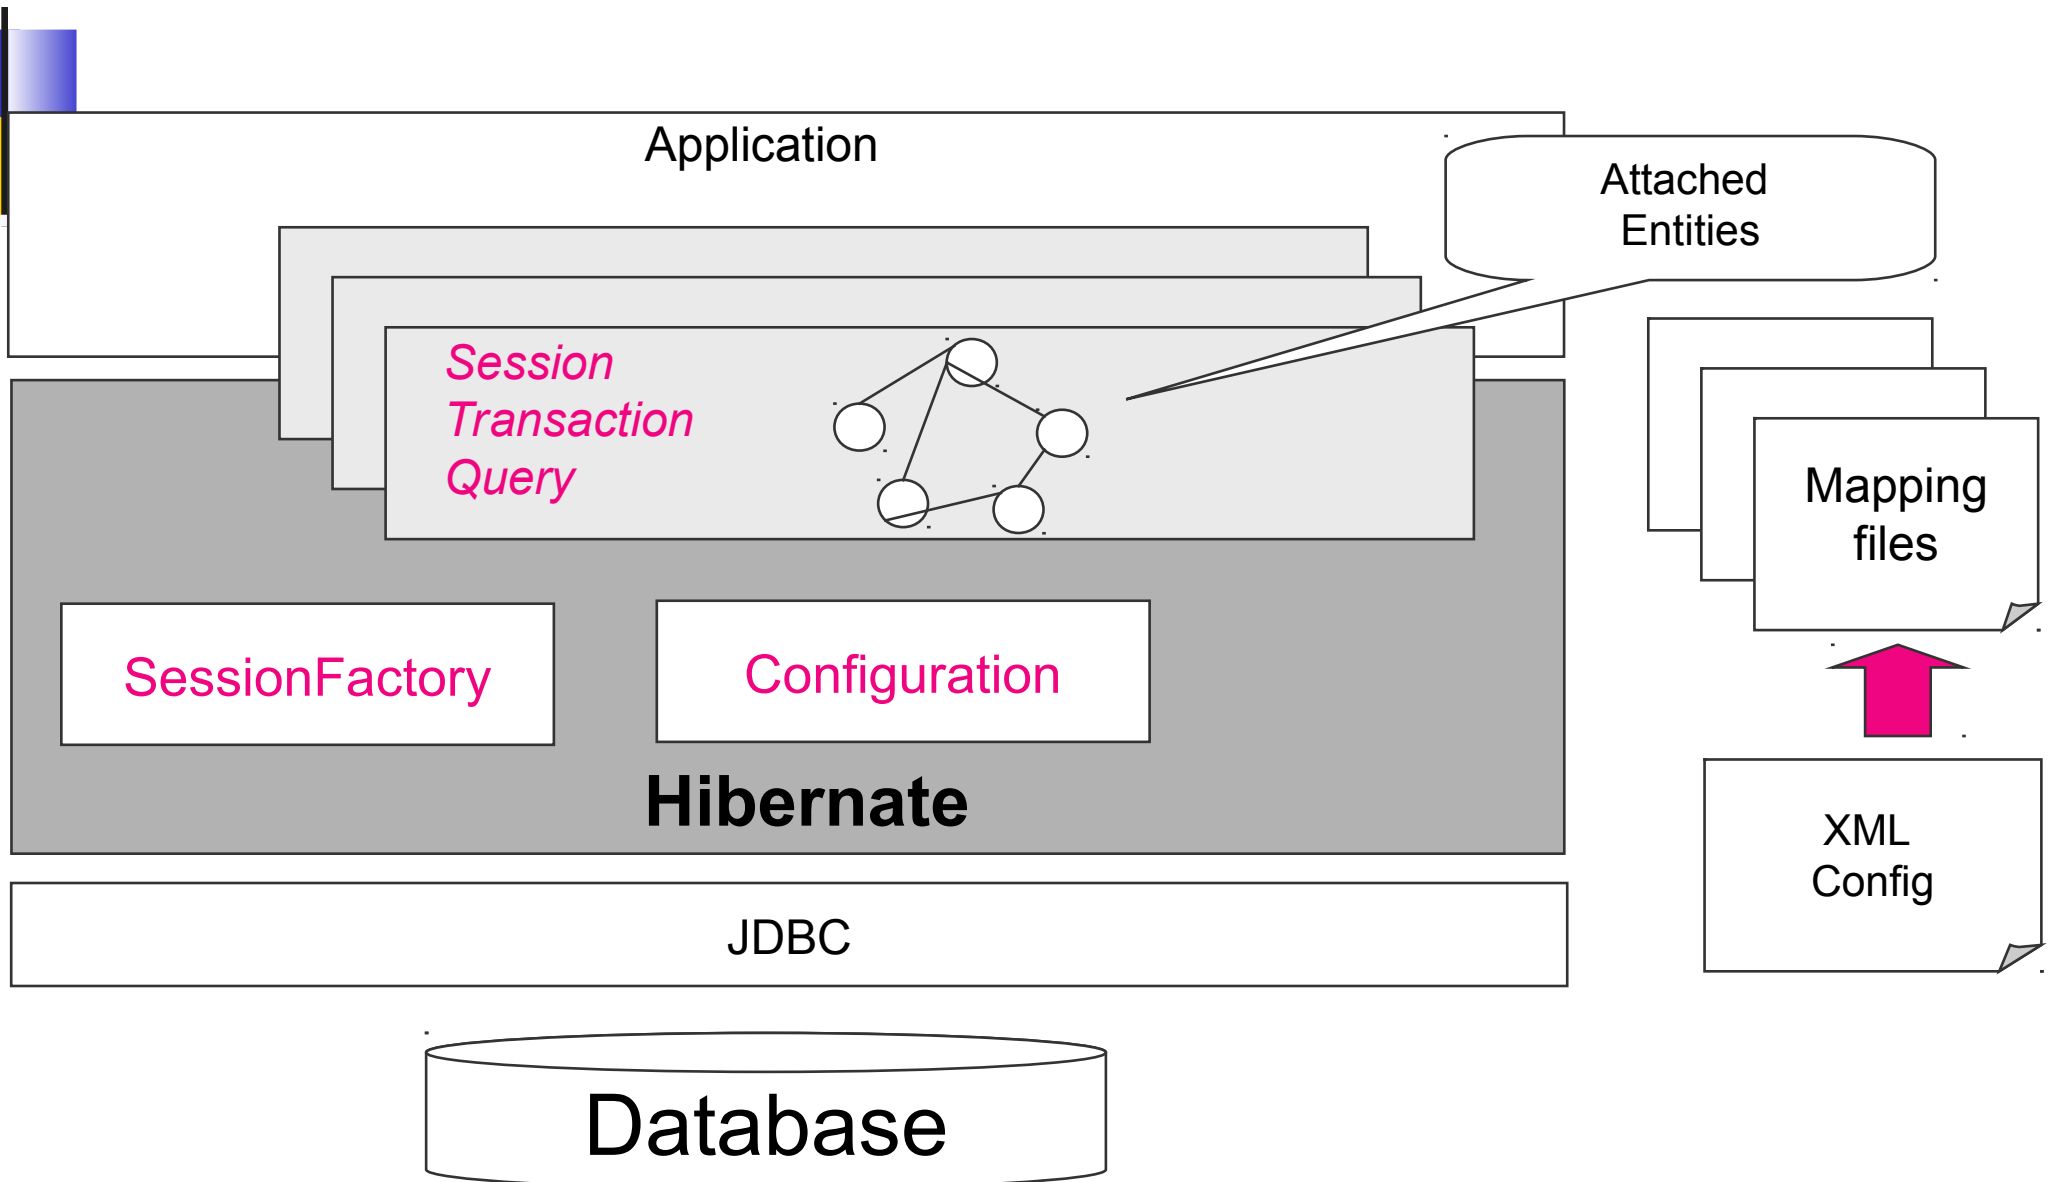 Application
Attached
Entities
Session
Transaction
Query
Mapping
files
SessionFactory
Configuration
Hibernate
XML
Config
JDBC
Database